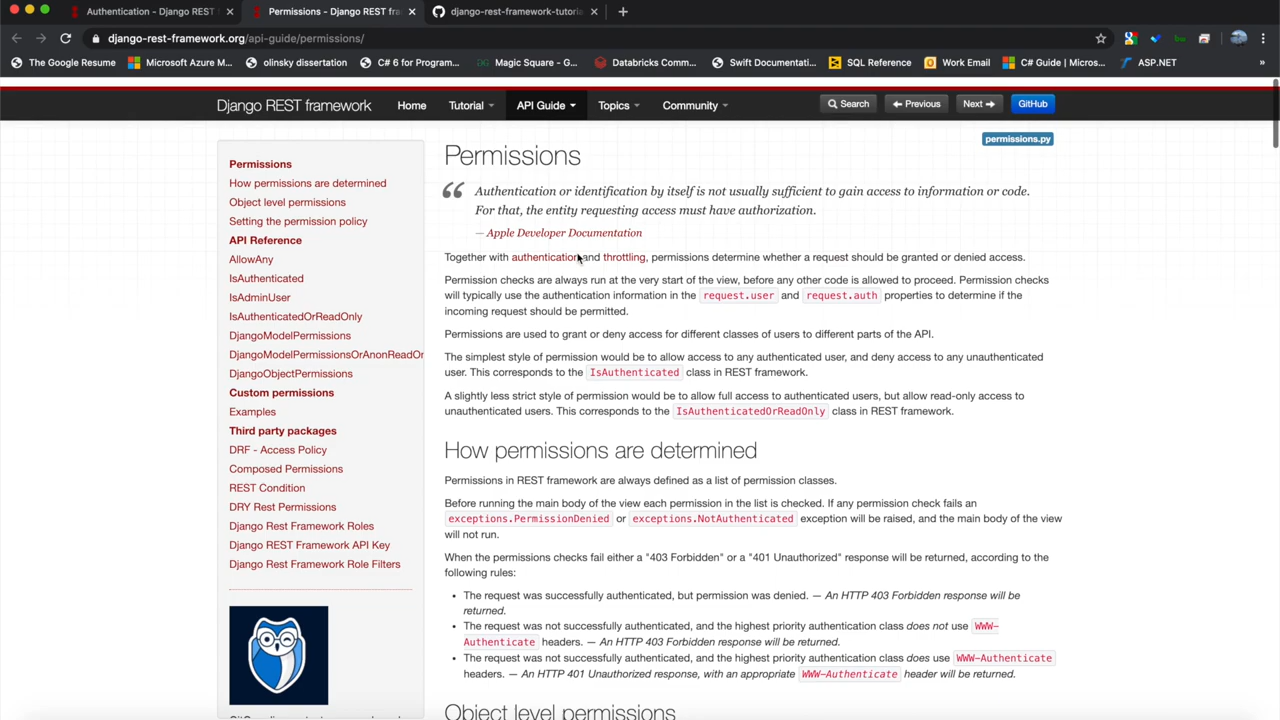 Authentication - Django REST
Permissions - Django REST fra
django-rest-framework-tutoria
django-rest-framework.org/api-guide/permissions/
The Google Resume
Microsoft Azure M...
olinsky dissertation
C# 6 for Program...
Magic Square - G...
Databricks Comm...
Swift Documentati...
SQL Reference
Work Email
C# Guide | Micros...
ASP.NET
Django REST framework
Home
Tutorial
API Guide
Topics
Community
Search
Previous
Next
GitHub
permissions.py
Permissions
How permissions are determined
Object level permissions
Setting the permission policy
API Reference
AllowAny
IsAuthenticated
IsAdminUser
IsAuthenticatedOrReadOnly
DjangoModelPermissions
DjangoModelPermissionsOrAnonReadOr
DjangoObjectPermissions
Custom permissions
Examples
Third party packages
DRF - Access Policy
Composed Permissions
REST Condition
DRY Rest Permissions
Django Rest Framework Roles
Django REST Framework API Key
Django Rest Framework Role Filters
Permissions
Authentication or identification by itself is not usually sufficient to gain access to information or code.
For that, the entity requesting access must have authorization.
— Apple Developer Documentation
Together with authentication and throttling, permissions determine whether a request should be granted or denied access.
Permission checks are always run at the very start of the view, before any other code is allowed to proceed. Permission checks
will typically use the authentication information in the request.user and request.auth properties to determine if the
incoming request should be permitted.
Permissions are used to grant or deny access for different classes of users to different parts of the API.
The simplest style of permission would be to allow access to any authenticated user, and deny access to any unauthenticated
user. This corresponds to the IsAuthenticated class in REST framework.
A slightly less strict style of permission would be to allow full access to authenticated users, but allow read-only access to
unauthenticated users. This corresponds to the IsAuthenticatedOrReadOnly class in REST framework.
How permissions are determined
Permissions in REST framework are always defined as a list of permission classes.
Before running the main body of the view each permission in the list is checked. If any permission check fails an
exceptions.PermissionDenied or exceptions.NotAuthenticated exception will be raised, and the main body of the view
will not run.
When the permissions checks fail either a "403 Forbidden" or a "401 Unauthorized" response will be returned, according to the
following rules:
• The request was successfully authenticated, but permission was denied. — An HTTP 403 Forbidden response will be
returned.
• The request was not successfully authenticated, and the highest priority authentication class does not use WWW-
Authenticate headers. — An HTTP 403 Forbidden response will be returned.
• The request was not successfully authenticated, and the highest priority authentication class does use WWW-Authenticate
headers. — An HTTP 401 Unauthorized response, with an appropriate WWW-Authenticate header will be returned.
Object level permissions